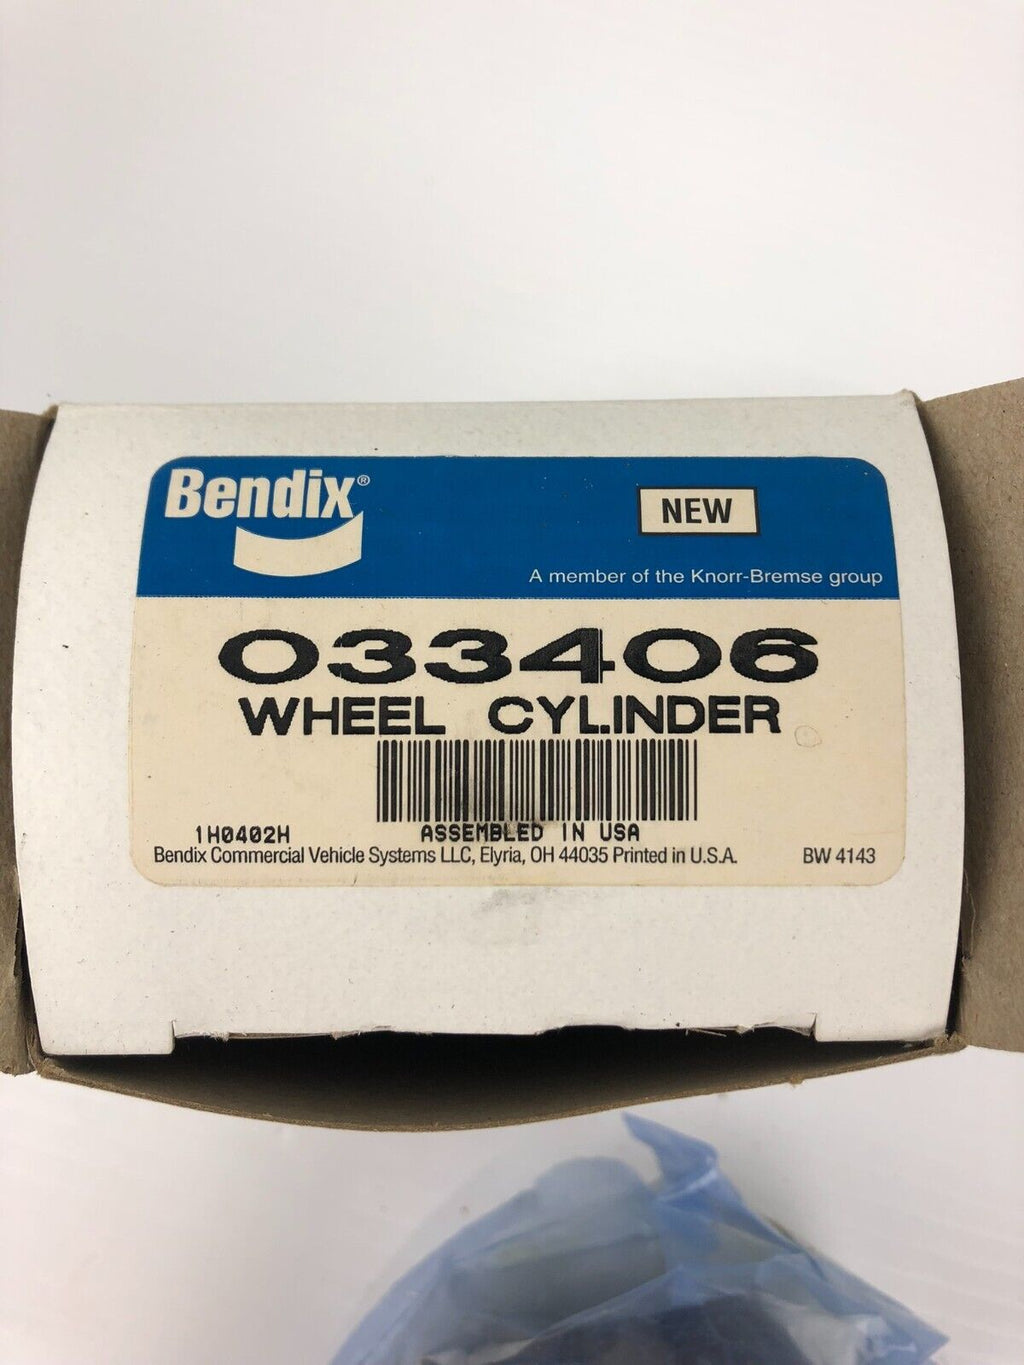 Bendix®
NEW
A member of the Knorr-Bremse group
033406
WHEEL CYLINDER
1H0402H ASSEMBLED IN USA
Bendix Commercial Vehicle Systems LLC, Elyria, OH 44035 Printed in U.S.A. BW 4143